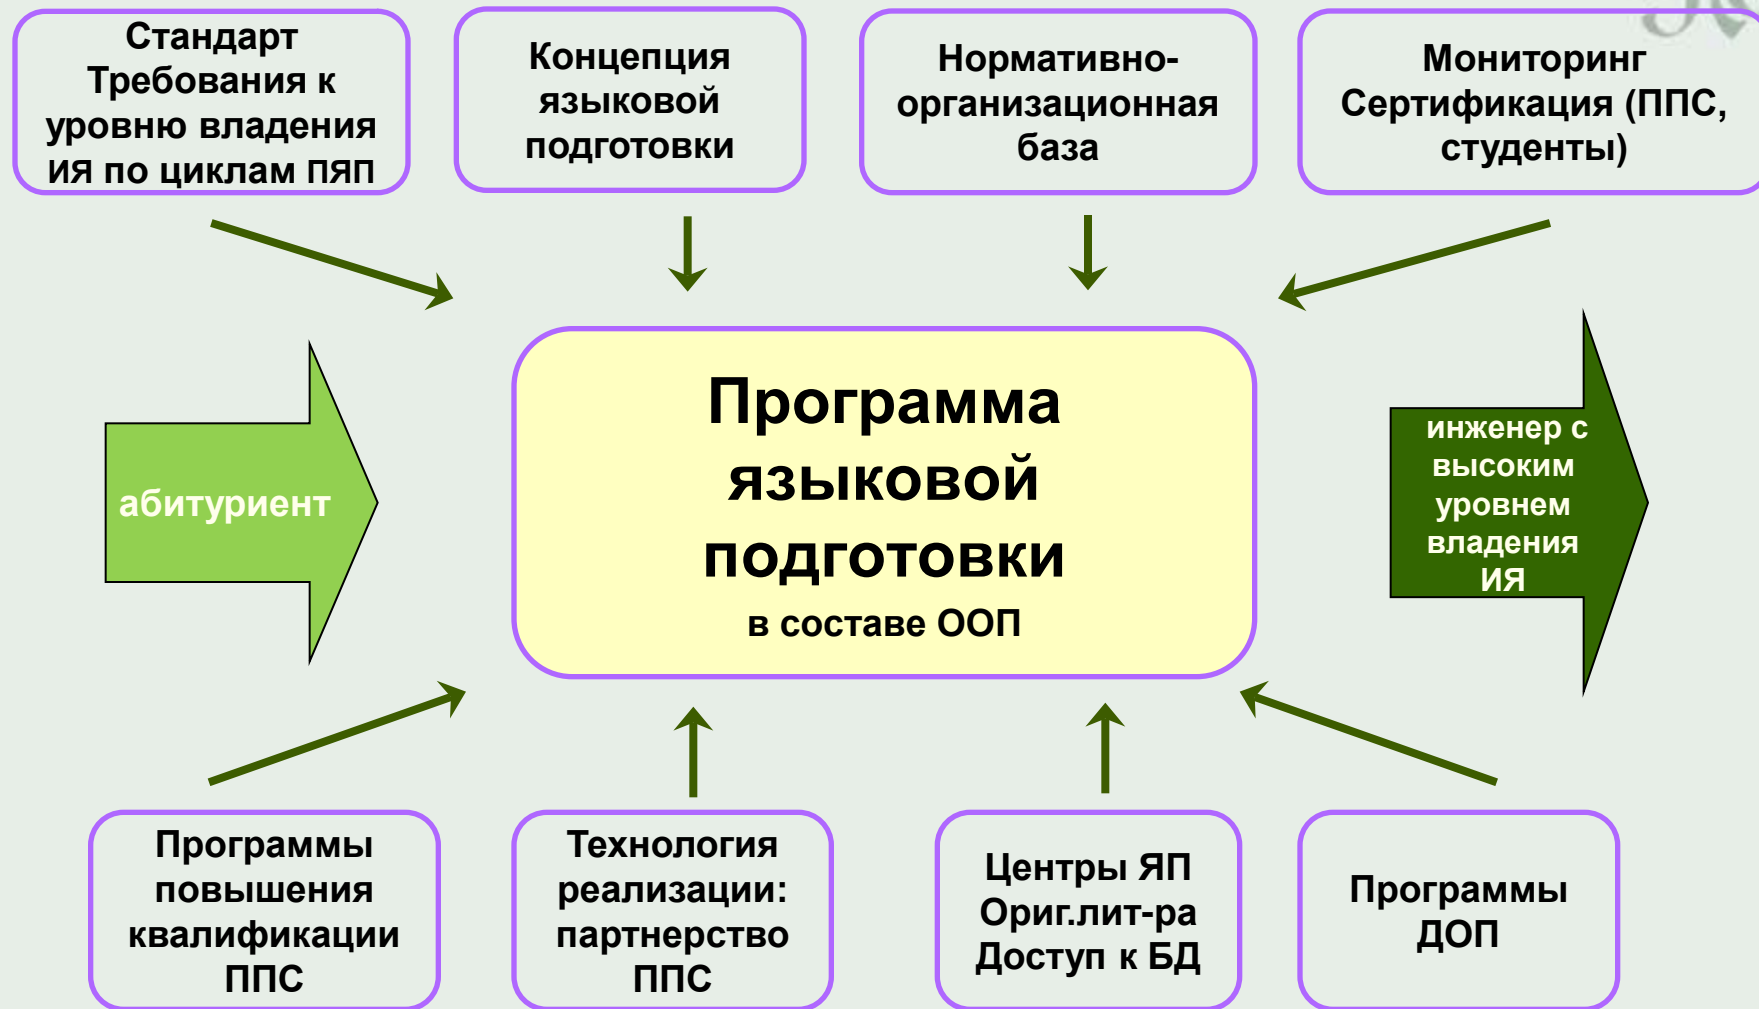 Стандарт
Требования к
уровню владения
ИЯ по циклам ПЯП
Концепция
языковой
подготовки
Нормативно-
организационная
база
Мониторинг
Сертификация (ППС,
студенты)
абитуриент
Программа
языковой
подготовки
в составе ООП
инженер с
высоким
уровнем
владения
ИЯ
Программы
повышения
квалификации
ППС
Технология
реализации:
партнерство
ППС
Центры ЯП
Ориг.лит-ра
Доступ к БД
Программы
ДОП